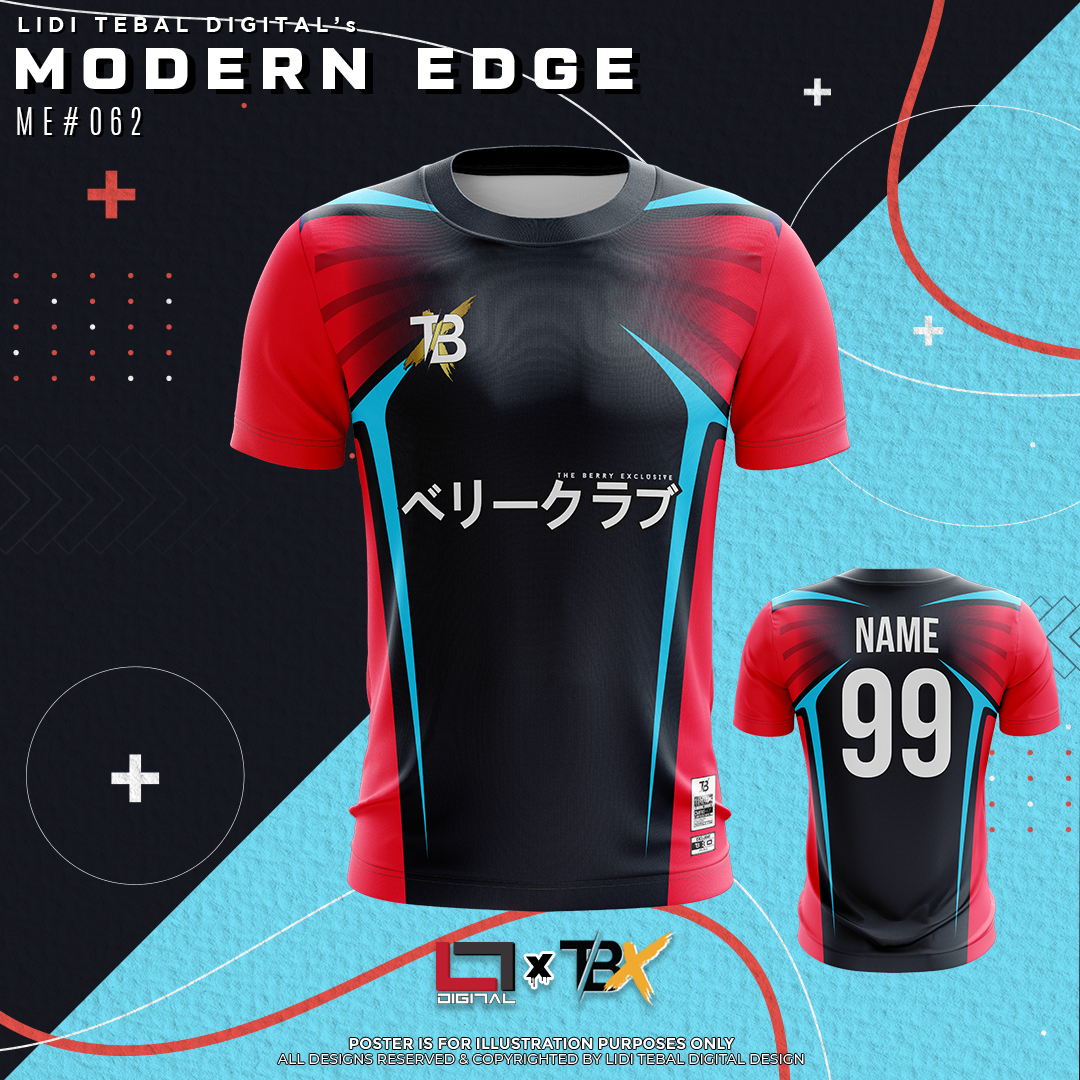 LIDI TEBAL DIGITAL's
MODERN EDGE
ME#062
TBX
THE BERRY EXCLUSIVE
ベリークラブ
NAME
99
TB
DIGITAL
X
TBX
POSTER IS FOR ILLUSTRATION PURPOSES ONLY
ALL DESIGNS RESERVED & COPYRIGHTED BY LIDI TEBAL DIGITAL DESIGN